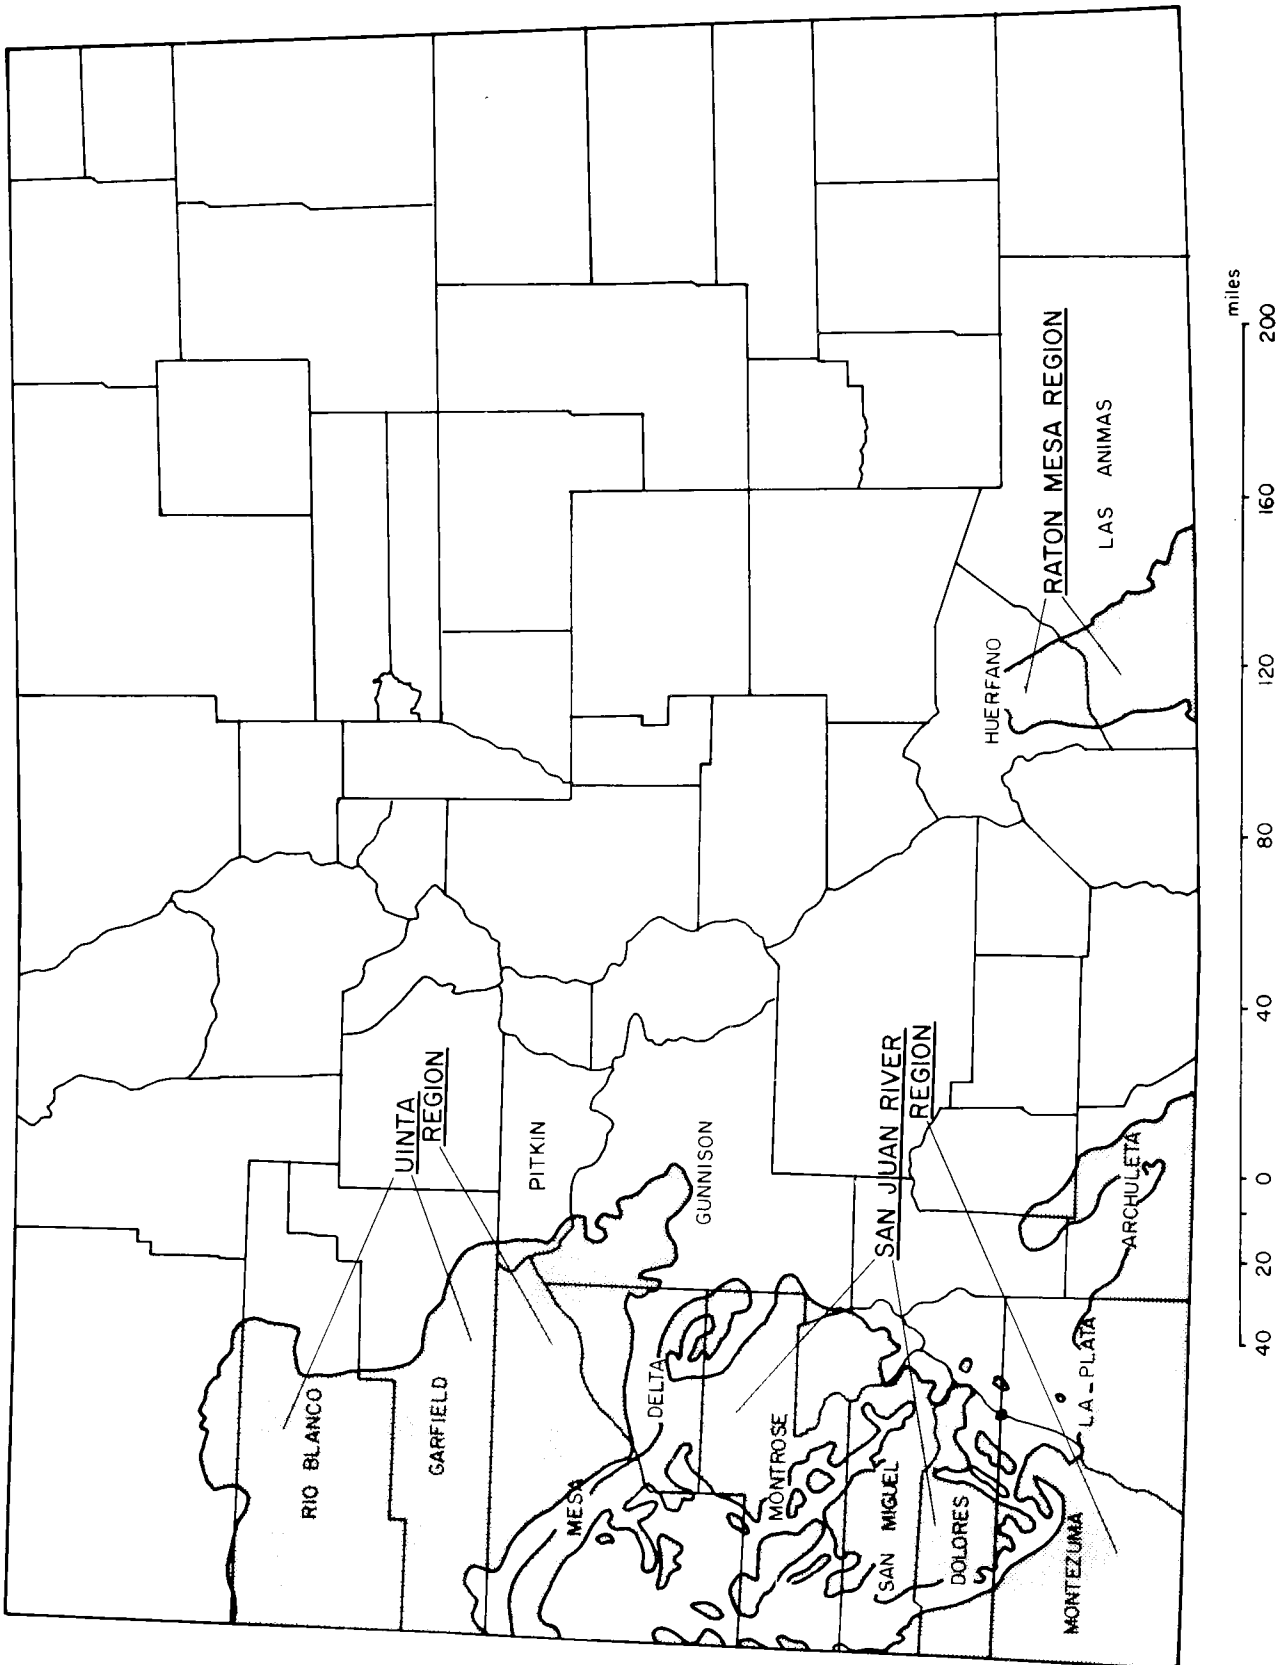 UINTA
REGION
RIO BLANCO
GARFIELD
PITKIN
MESA
GUNNISON
DELTA
MONTROSE
SAN JUAN RIVER
REGION
SAN MIGUEL
DOLORES
MONTEZUMA
LA-PLATA
ARCHULETA
HUERFANO
RATON MESA REGION
LAS ANIMAS
40 20 0 40 80 120 160 200
miles